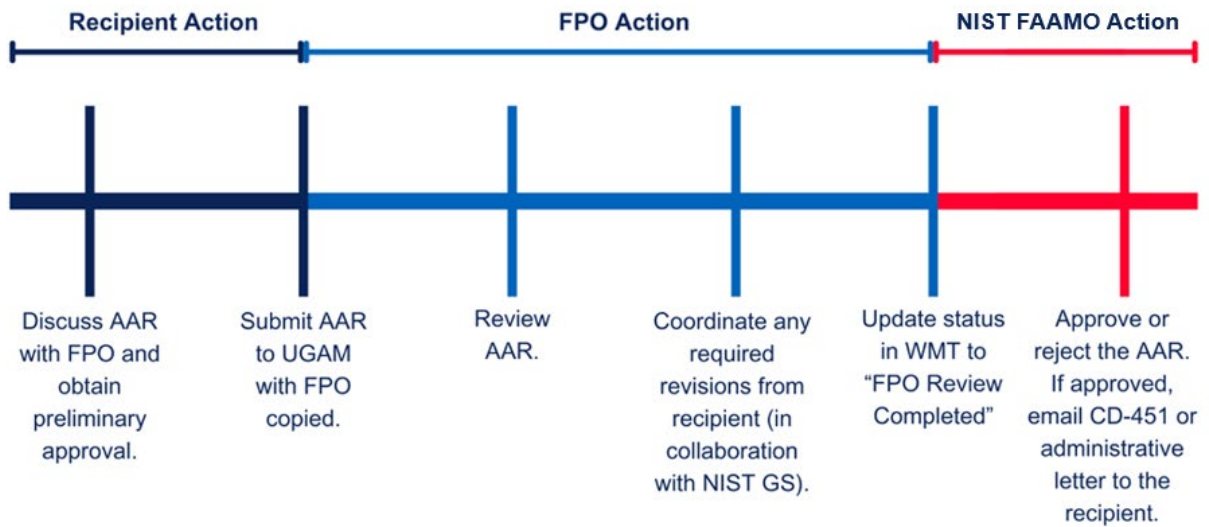 Recipient Action
FPO Action
NIST FAAMO Action
Discuss AAR
with FPO and
obtain
preliminary
approval.
Submit AAR
to UGAM
with FPO
copied.
Review
AAR.
Coordinate any
required
revisions from
recipient (in
collaboration
with NIST GS).
Update status
in WMT to
“FPO Review
Completed”
Approve or
reject the AAR.
If approved,
email CD-451 or
administrative
letter to the
recipient.